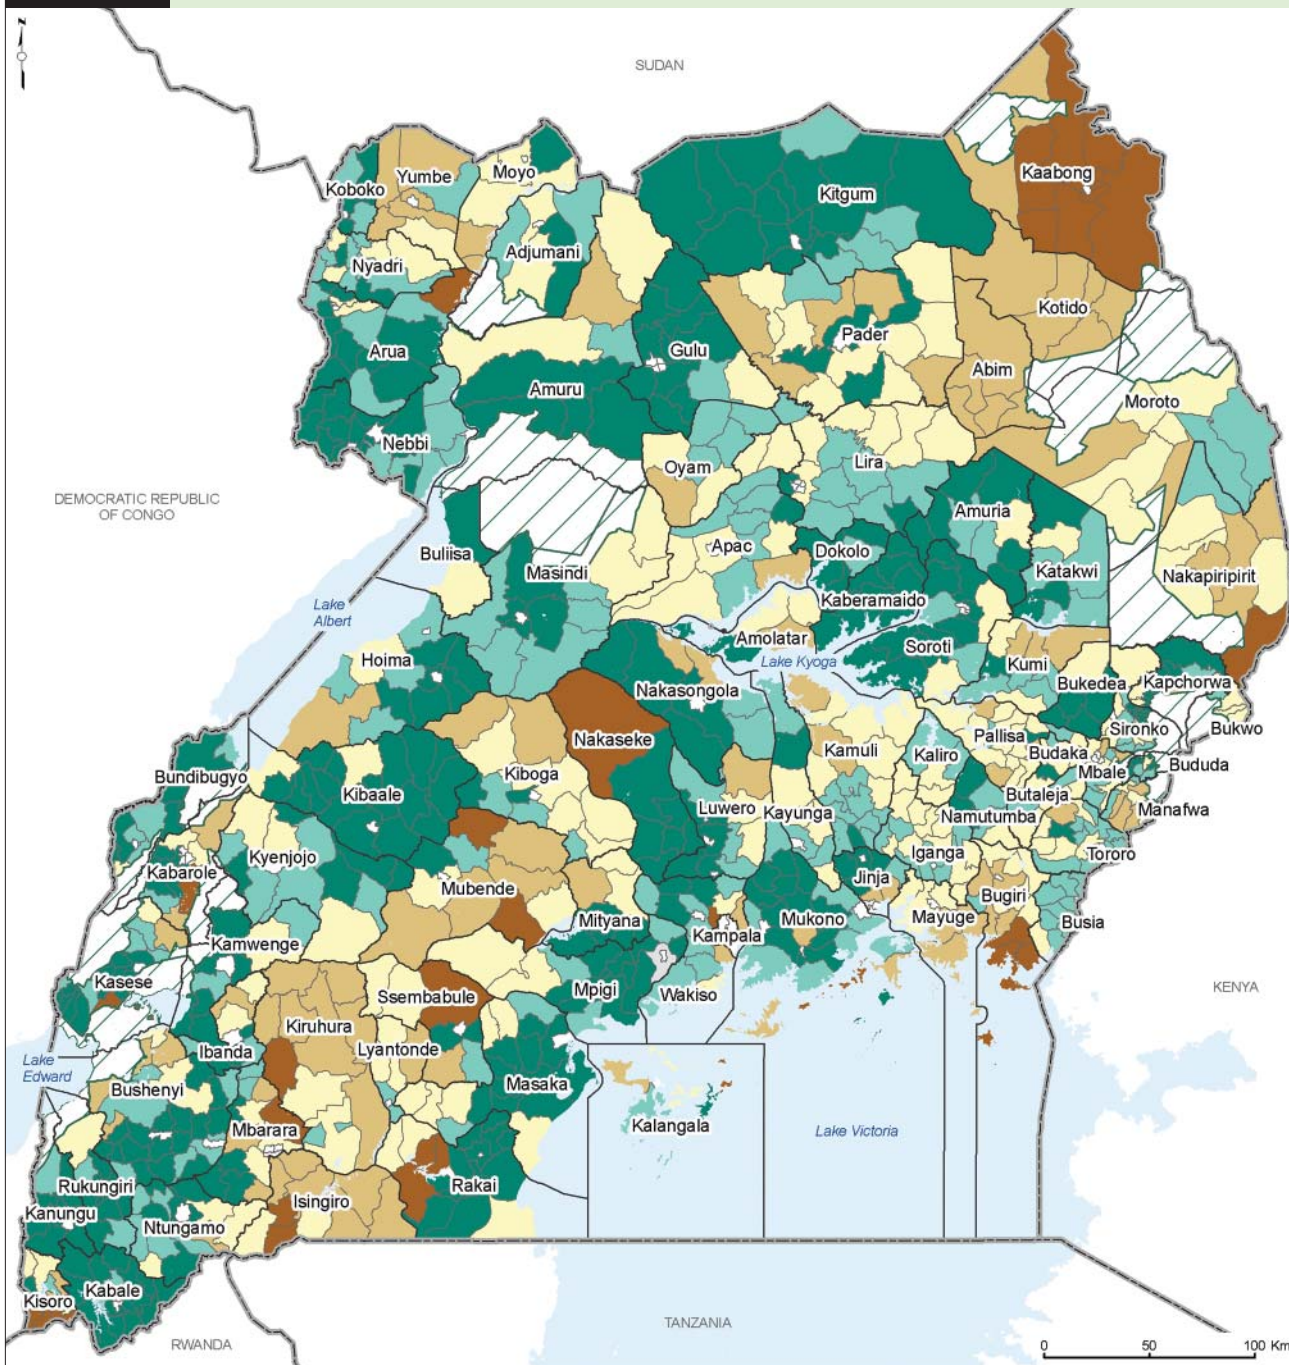 N
SUDAN
Kaabong
Koboko
Yumbe
Moyo
Kitgum
Adjumani
Nyadri
Kotido
Pader
Arua
Gulu
Abim
Amuru
Moroto
Nebbi
Oyam
Lira
DEMOCRATIC REPUBLIC
OF CONGO
Amuria
Buliisa
Apac
Dokolo
Masindi
Katakwi
Nakapiripirit
Lake
Albert
Kaberamaido
Amolatar
Soroti
Hoima
Lake Kyoga
Kumi
Nakasongola
Bukedea
Kapchorwa
Nakaseke
Pallisa
Sironko
Bukwo
Kamuli
Kaliro
Budaka
Bundibugyo
Kiboga
Mbale
Bududa
Kibaale
Butaleja
Luwero
Kayunga
Namutumba
Manafwa
Kyenjojo
Iganga
Tororo
Kabarole
Jinja
Mubende
Bugiri
Mityana
Mukono
Mayuge
Busia
Kampala
Kamwenge
Kasese
Ssembabule
Mpigi
Wakiso
KENYA
Kiruhura
Ibanda
Lyantonde
Lake
Edward
Bushenyi
Masaka
Mbarara
Kalangala
Lake Victoria
Rukungiri
Rakai
Isingiro
Kanungu
Ntungamo
Kabale
Kisoro
TANZANIA
RWANDA
0 50 100 Km